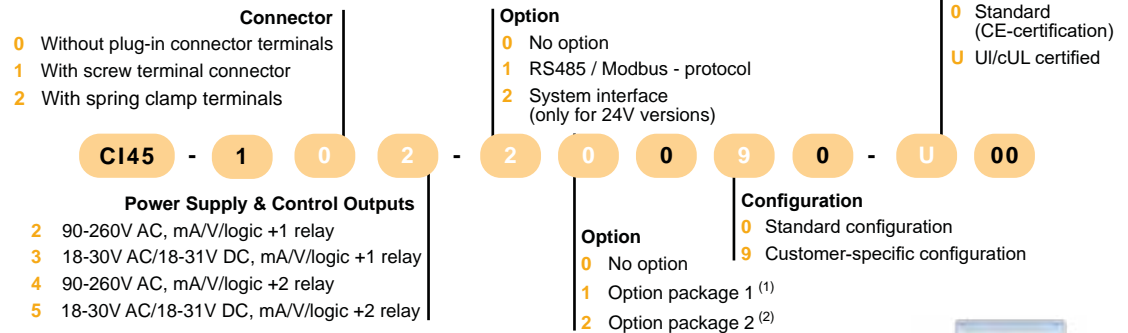 Connector
0 Without plug-in connector terminals
1 With screw terminal connector
2 With spring clamp terminals
Option
0 No option
1 RS485 / Modbus - protocol
2 System interface
(only for 24V versions)
0 Standard
(CE-certification)
U Ul/cUL certified
CI45 - 1 0 2 - 2 0 0 9 0 - U 00
Power Supply & Control Outputs
2 90-260V AC, mA/V/logic +1 relay
3 18-30V AC/18-31V DC, mA/V/logic +1 relay
4 90-260V AC, mA/V/logic +2 relay
5 18-30V AC/18-31V DC, mA/V/logic +2 relay
Option
0 No option
1 Option package 1 (1)
2 Option package 2 (2)
Configuration
0 Standard configuration
9 Customer-specific configuration